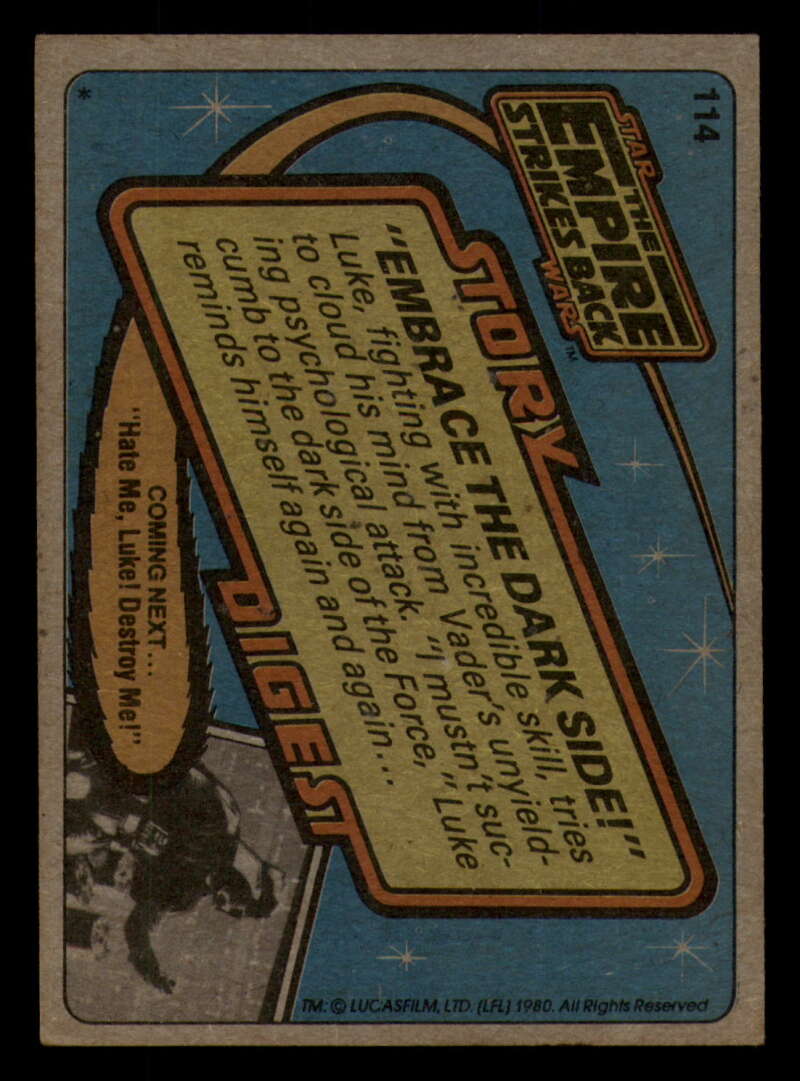 114
STAR
THE
EMPIRE
STRIKES BACK
WARS™
STORY
"EMBRACE THE DARK SIDE!"
Luke, fighting with incredible skill, tries
to cloud his mind from Vader's unyield-
ing psychological attack. "I mustn't suc-
cumb to the dark side of the Force," Luke
reminds himself again and again...
DIGEST
COMING NEXT...
"Hate Me, Luke! Destroy Me!"
*
TM: © LUCASFILM, LTD. (LFL) 1980. All Rights Reserved